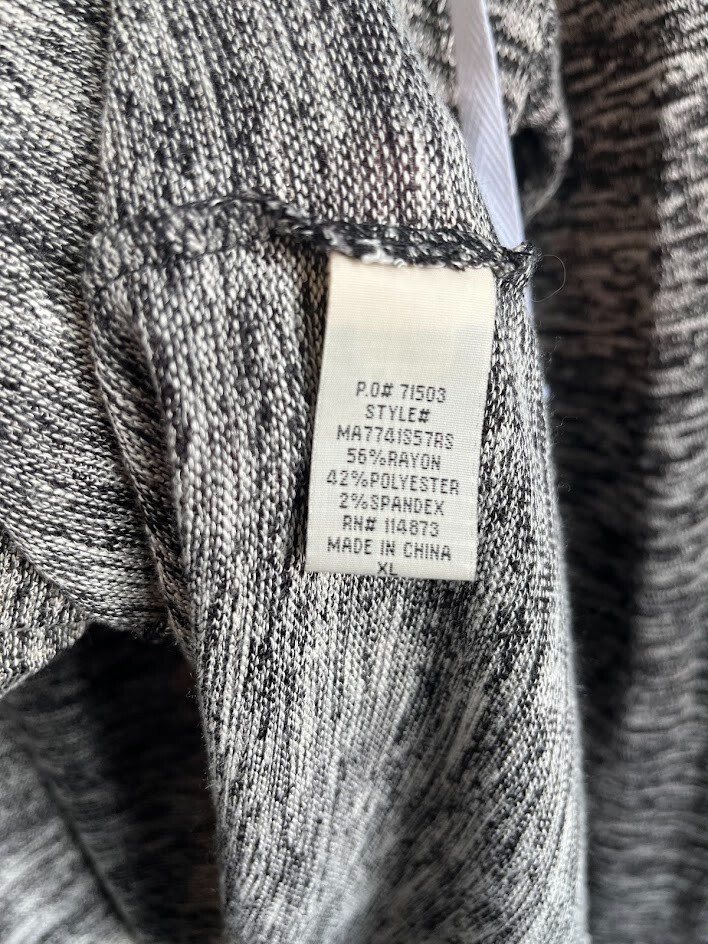 P.O# 71503
STYLE#
MA7741S57RS
56%RAYON
42%POLYESTER
2%SPANDEX
RN# 114873
MADE IN CHINA
XL